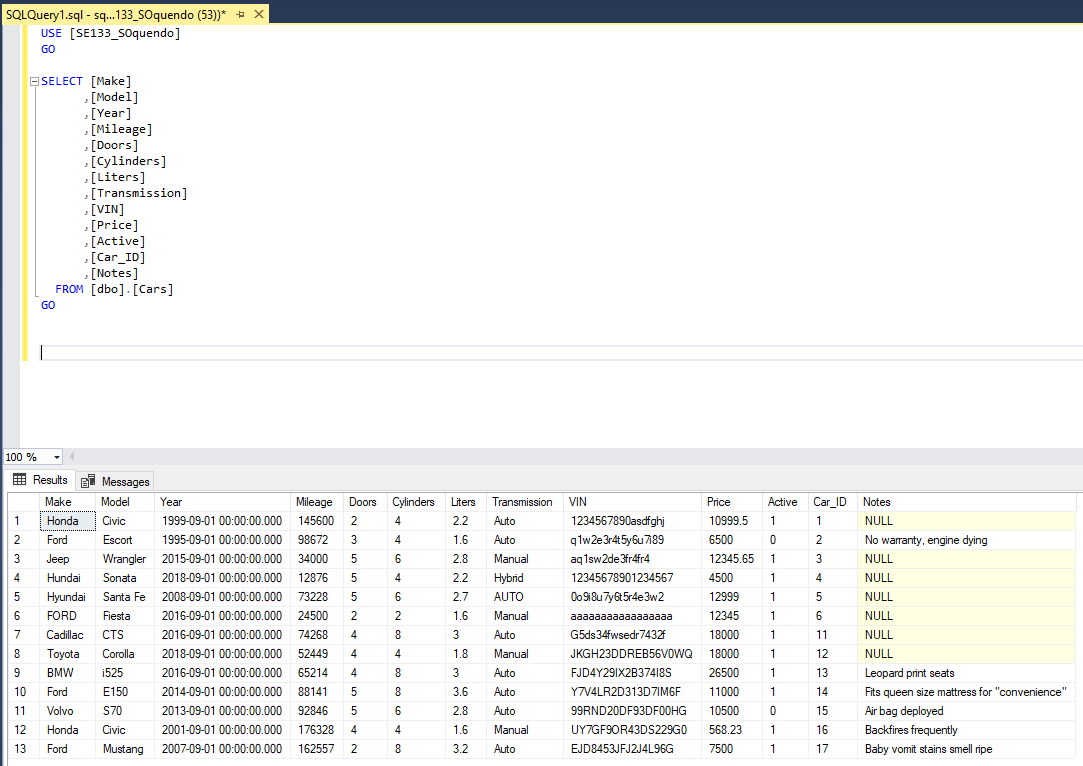 SQLQuery1.sql - sq...133_SOquendo (53))*
USE [SE133_SOquendo]
GO
SELECT [Make]
,[Model]
,[Year]
,[Mileage]
,[Doors]
,[Cylinders]
,[Liters]
,[Transmission]
,[VIN]
,[Price]
,[Active]
,[Car_ID]
,[Notes]
FROM [dbo].[Cars]
GO
100 %
Results Messages
Make Model Year Mileage Doors Cylinders Liters Transmission VIN Price Active Car_ID Notes
1 Honda Civic 1999-09-01 00:00:00.000 145600 2 4 2.2 Auto 1234567890asdfghj 10999.5 1 1 NULL
2 Ford Escort 1995-09-01 00:00:00.000 98672 3 4 1.6 Auto q1w2e3r4t5y6u7i89 6500 0 2 No warranty, engine dying
3 Jeep Wrangler 2015-09-01 00:00:00.000 34000 5 6 2.8 Manual aq1sw2de3fr4fr4 12345.65 1 3 NULL
4 Hundai Sonata 2018-09-01 00:00:00.000 12876 5 4 2.2 Hybrid 12345678901234567 4500 1 4 NULL
5 Hyundai Santa Fe 2008-09-01 00:00:00.000 73228 5 6 2.7 AUTO 0o9i8u7y6t5r4e3w2 12999 1 5 NULL
6 FORD Fiesta 2016-09-01 00:00:00.000 24500 2 2 1.6 Manual aaaaaaaaaaaaaaaaa 12345 1 6 NULL
7 Cadillac CTS 2016-09-01 00:00:00.000 74268 4 8 3 Auto G5ds34fwsedr7432f 18000 1 11 NULL
8 Toyota Corolla 2018-09-01 00:00:00.000 52449 4 4 1.8 Manual JKGH23DDREB56V0WQ 18000 1 12 NULL
9 BMW i525 2016-09-01 00:00:00.000 65214 4 8 3 Auto FJD4Y29IX2B374I8S 26500 1 13 Leopard print seats
10 Ford E150 2014-09-01 00:00:00.000 88141 5 8 3.6 Auto Y7V4LR2D313D7IM6F 11000 1 14 Fits queen size mattress for "convenience"
11 Volvo S70 2013-09-01 00:00:00.000 92846 5 6 2.8 Auto 99RND20DF93DF00HG 10500 0 15 Air bag deployed
12 Honda Civic 2001-09-01 00:00:00.000 176328 4 4 1.6 Manual UY7GF9OR43DS229G0 568.23 1 16 Backfires frequently
13 Ford Mustang 2007-09-01 00:00:00.000 162557 2 8 3.2 Auto EJD8453JFJ2J4L96G 7500 1 17 Baby vomit stains smell ripe